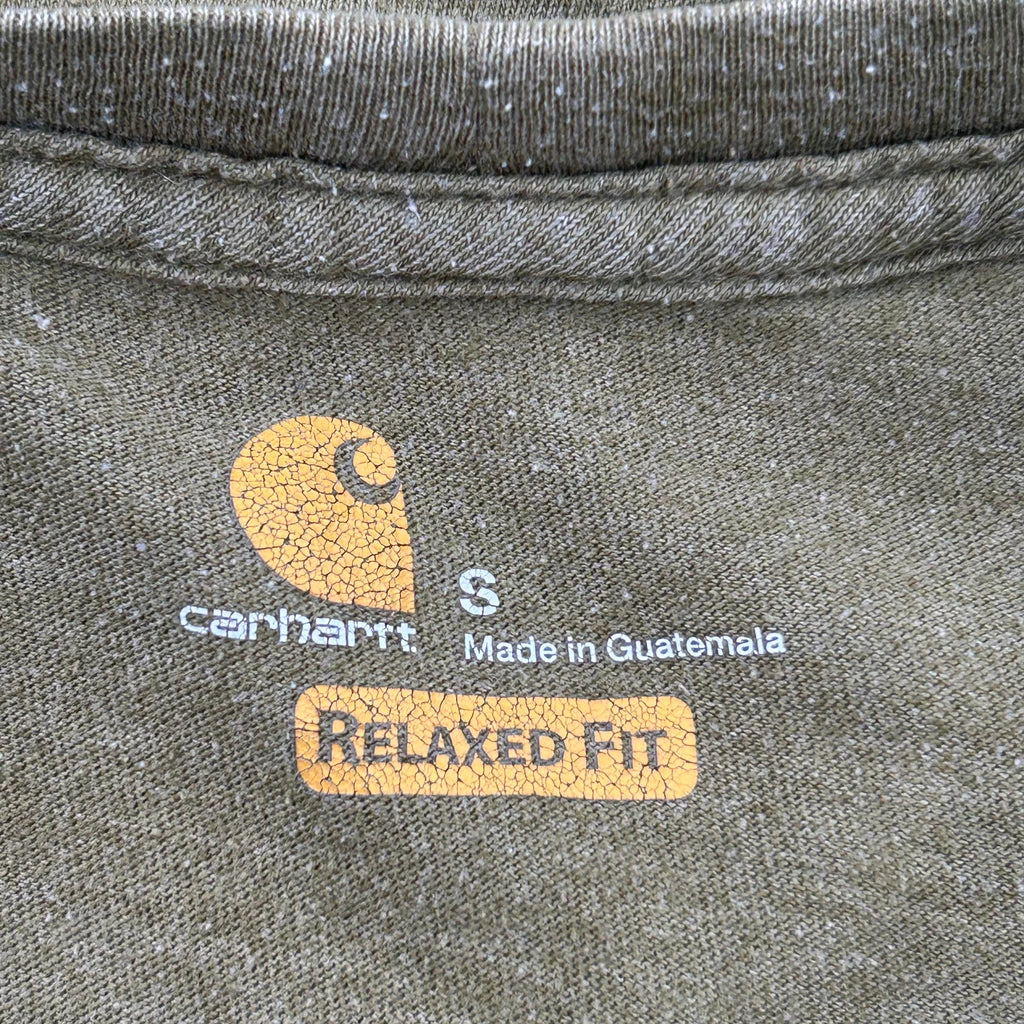 carhartt
S
Made in Guatemala
RELAXED FIT